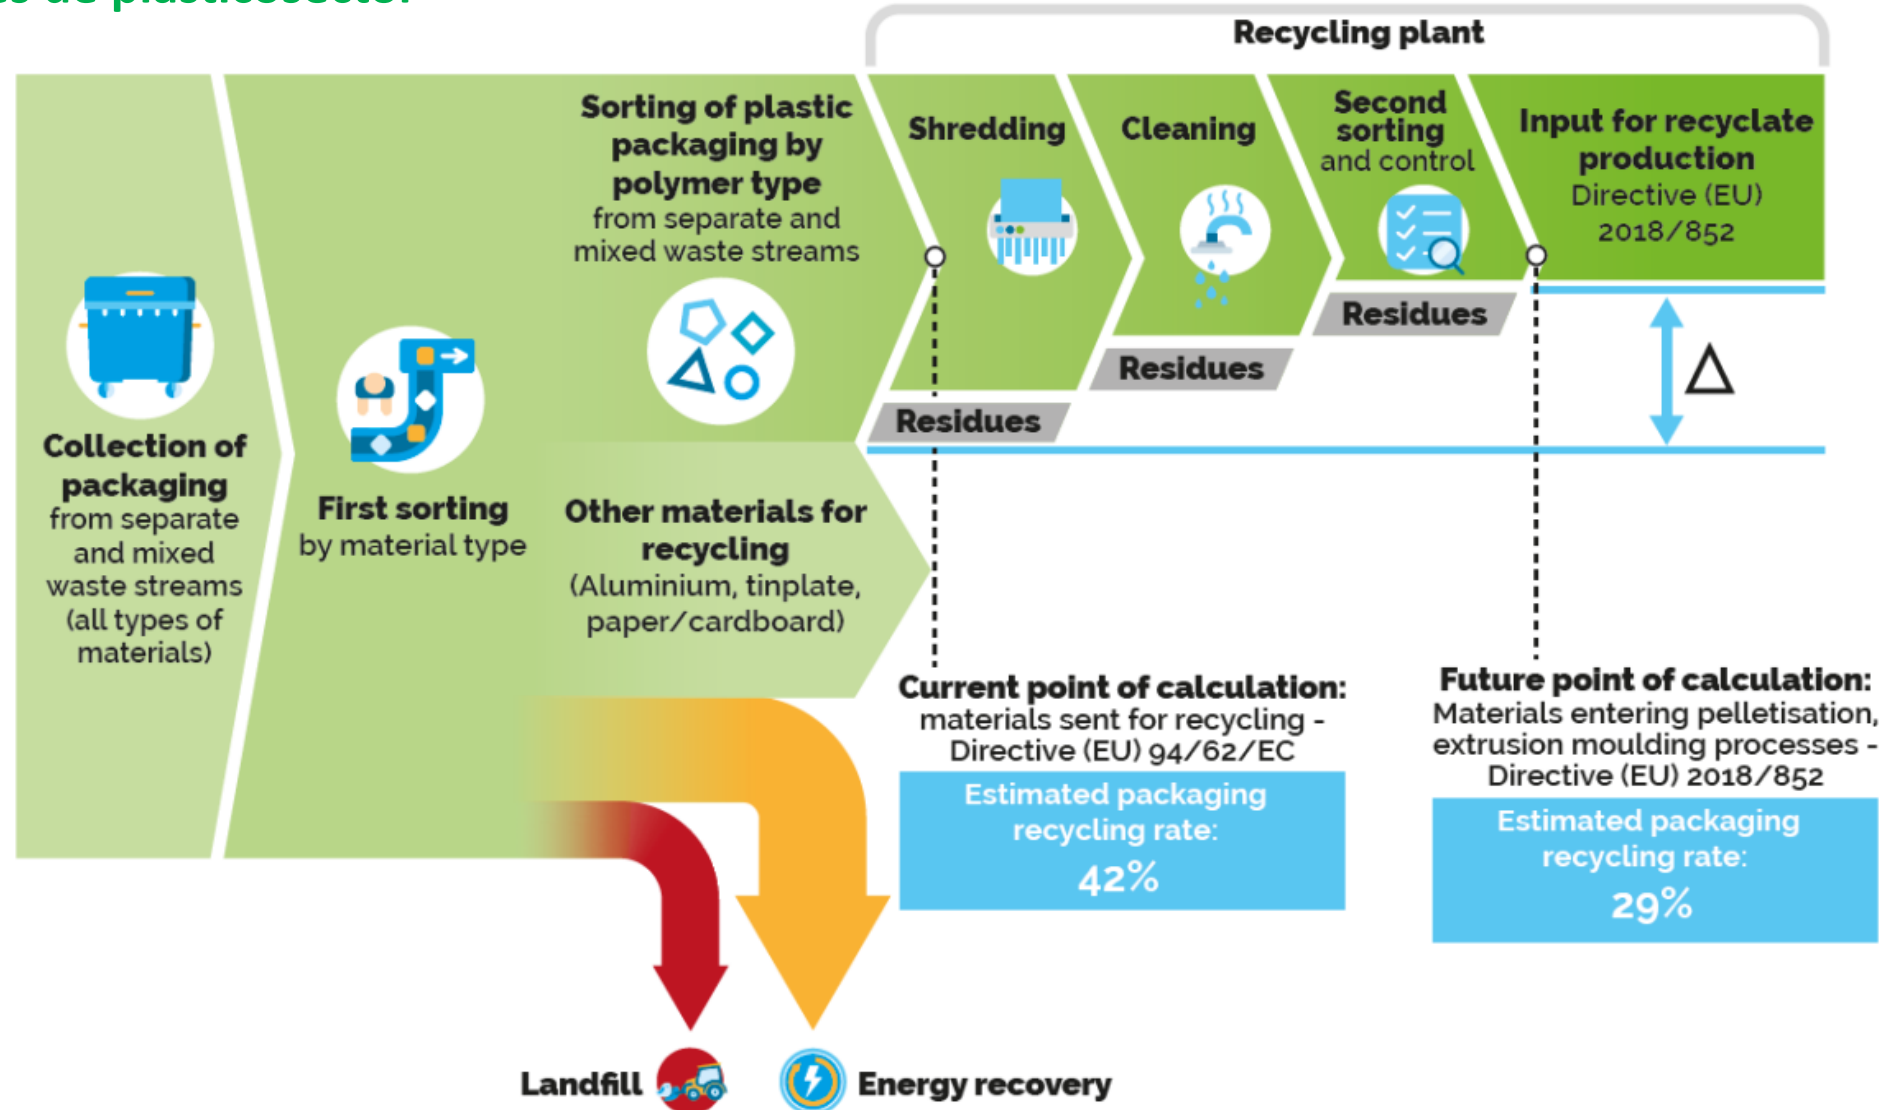 de plasticsector
Recycling plant
Collection of
packaging
from separate
and mixed
waste streams
(all types of
materials)
First sorting
by material type
Sorting of plastic
packaging by
polymer type
from separate and
mixed waste streams
Other materials for
recycling
(Aluminium, tinplate,
paper/cardboard)
Shredding
Cleaning
Second
sorting
and control
Input for recyclate
production
Directive (EU)
2018/852
Residues
Residues
Residues
Δ
Current point of calculation:
materials sent for recycling -
Directive (EU) 94/62/EC
Estimated packaging
recycling rate:
42%
Future point of calculation:
Materials entering pelletisation,
extrusion moulding processes -
Directive (EU) 2018/852
Estimated packaging
recycling rate:
29%
Landfill
Energy recovery